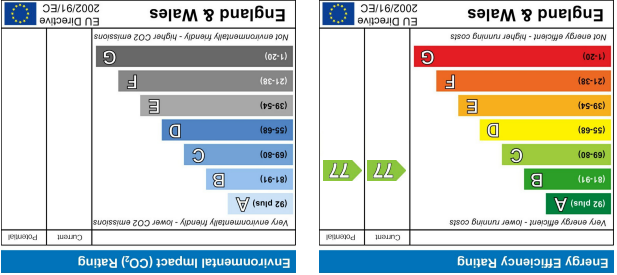 Energy Efficiency Rating
Current Potential
Very energy efficient - lower running costs
(92 plus) A
(81-91) B
(69-80) C
77 77
(55-68) D
(39-54) E
(21-38) F
(1-20) G
Not energy efficient - higher running costs
England & Wales
EU Directive
2002/91/EC
Environmental Impact (CO₂) Rating
Current Potential
Very environmentally friendly - lower CO2 emissions
(92 plus) A
(81-91) B
(69-80) C
(55-68) D
(39-54) E
(21-38) F
(1-20) G
Not environmentally friendly - higher CO2 emissions
England & Wales
EU Directive
2002/91/EC